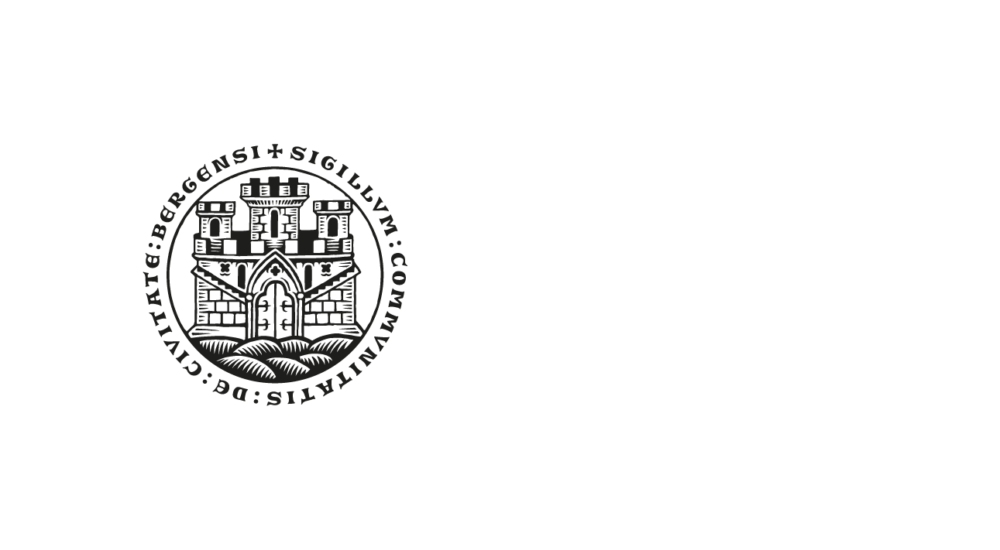 ✝ SIGILLVM : COMMVNITATIS : DE : CIVITATE : BERGENSI